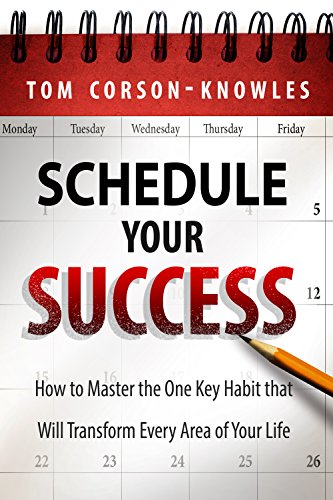 TOM CORSON-KNOWLES
Monday Tuesday Wednesday Thursday Friday
SCHEDULE
5
YOUR
SUCCESS
12
How to Master the One Key Habit that
Will Transform Every Area of Your Life
22 23 24 25 26